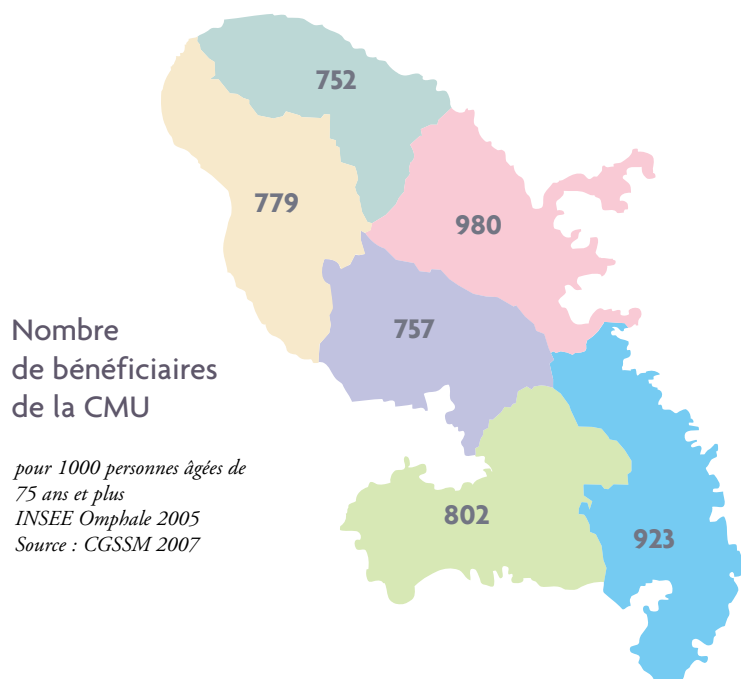 752
779
980
757
802
923
Nombre
de bénéficiaires
de la CMU
pour 1000 personnes âgées de
75 ans et plus
INSEE Omphale 2005
Source : CGSSM 2007